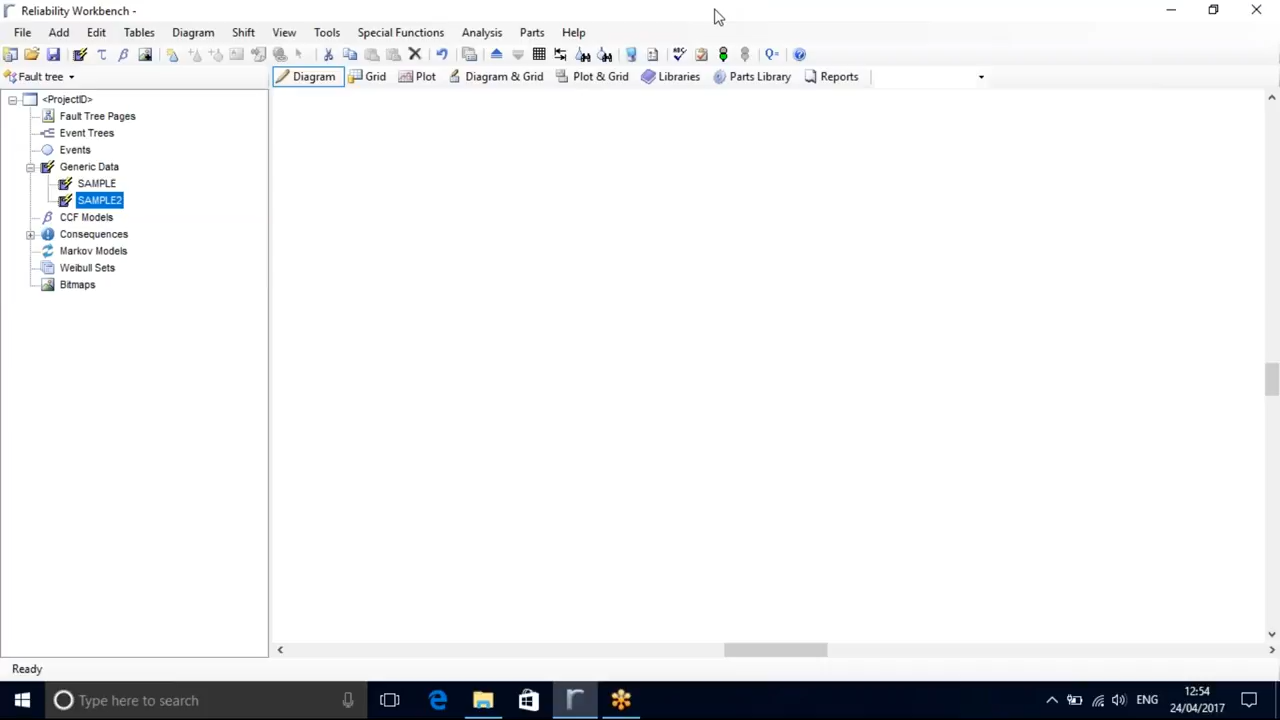 Reliability Workbench -
File Add Edit Tables Diagram Shift View Tools Special Functions Analysis Parts Help
Fault tree
Diagram Grid Plot Diagram & Grid Plot & Grid Libraries Parts Library Reports
<ProjectID>
Fault Tree Pages
Event Trees
Events
Generic Data
SAMPLE
SAMPLE2
CCF Models
Consequences
Markov Models
Weibull Sets
Bitmaps
Ready
Type here to search
ENG
12:54
24/04/2017